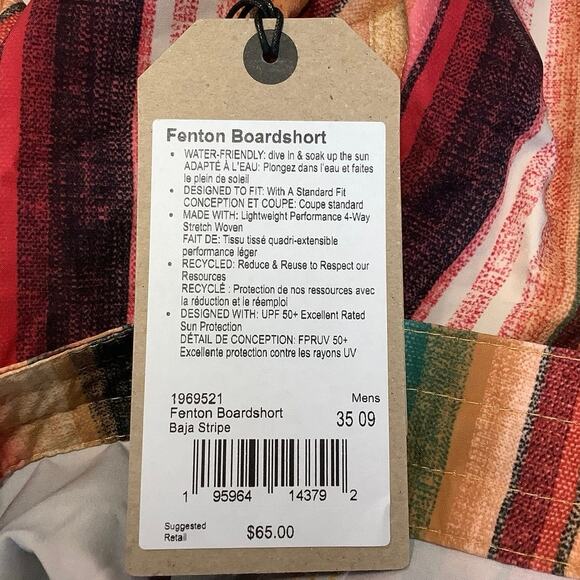 Fenton Boardshort
• WATER-FRIENDLY: dive in & soak up the sun
ADAPTÉ À L'EAU: Plongez dans l'eau et faites
le plein de soleil
• DESIGNED TO FIT: With A Standard Fit
CONCEPTION ET COUPE: Coupe standard
• MADE WITH: Lightweight Performance 4-Way
Stretch Woven
FAIT DE: Tissu tissé quadri-extensible
performance léger
• RECYCLED: Reduce & Reuse to Respect our
Resources
RECYCLÉ : Protection de nos ressources avec
la réduction et le réemploi
• DESIGNED WITH: UPF 50+ Excellent Rated
Sun Protection
DÉTAIL DE CONCEPTION: FPRUV 50+
Excellente protection contre les rayons UV
1969521 Mens
Fenton Boardshort 35 09
Baja Stripe
1 95964 14379 2
Suggested
Retail $65.00